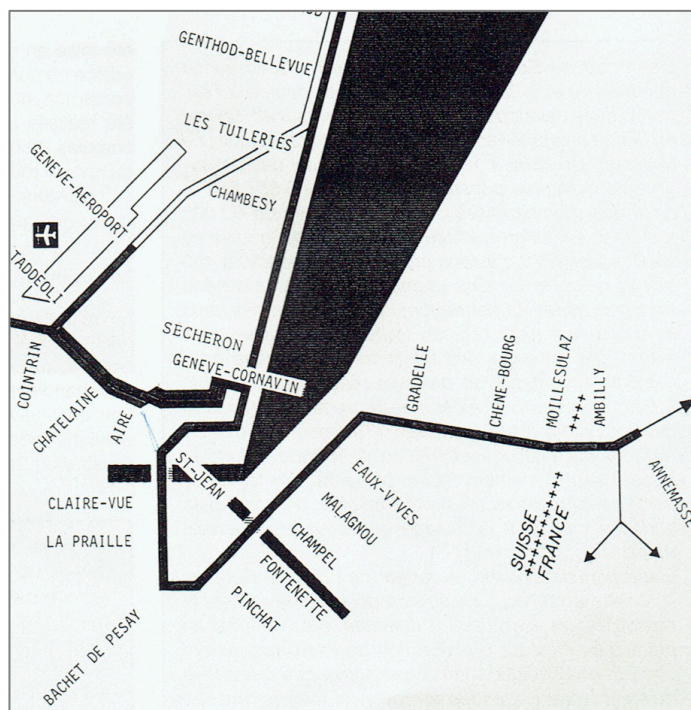 GENTHOD-BELLEVUE
LES TUILERIES
GENEVE-AEROPORT
CHAMBESY
TADDEOLI
SECHERON
GENEVE-CORNAVIN
COINTRIN
CHATELAINE
AIRE
GRADELLE
CHENE-BOURG
MOILLESULAZ
AMBILLY
ANNEMASSE
ST-JEAN
CLAIRE-VUE
EAUX-VIVES
MALAGNOU
SUISSE
FRANCE
LA PRAILLE
CHAMPEL
FONTENETTE
PINCHAT
BACHET DE PESAY